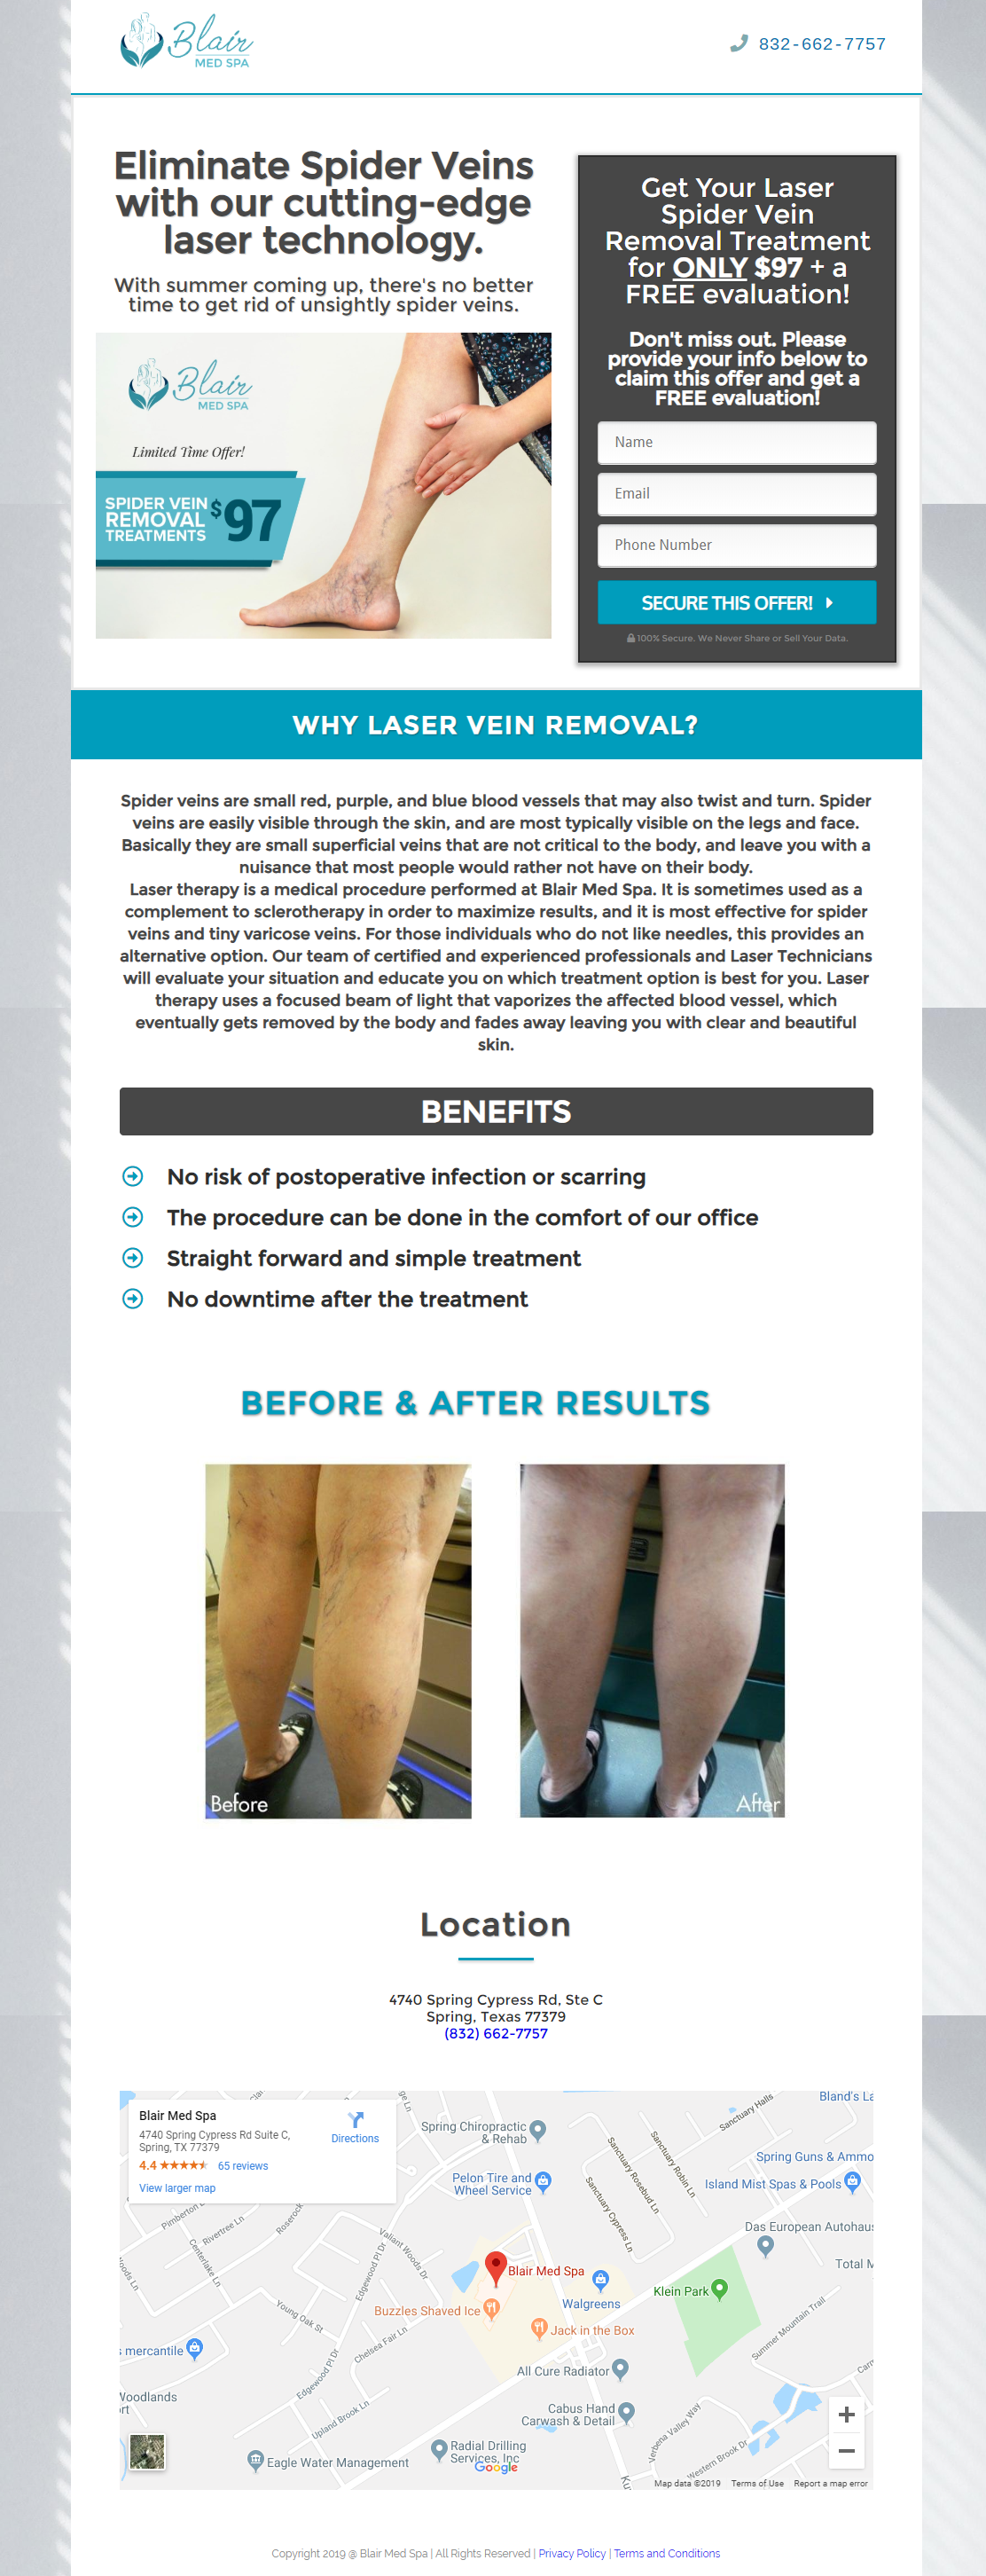 Blair
MED SPA
832-662-7757
Eliminate Spider Veins
with our cutting-edge
laser technology.
With summer coming up, there's no better
time to get rid of unsightly spider veins.
Blair
MED SPA
Limited Time Offer!
SPIDER VEIN
REMOVAL
TREATMENTS
$97
Get Your Laser
Spider Vein
Removal Treatment
for ONLY $97 + a
FREE evaluation!
Don't miss out. Please
provide your info below to
claim this offer and get a
FREE evaluation!
Name
Email
Phone Number
SECURE THIS OFFER!
100% Secure. We Never Share or Sell Your Data.
WHY LASER VEIN REMOVAL?
Spider veins are small red, purple, and blue blood vessels that may also twist and turn. Spider
veins are easily visible through the skin, and are most typically visible on the legs and face.
Basically they are small superficial veins that are not critical to the body, and leave you with a
nuisance that most people would rather not have on their body.
Laser therapy is a medical procedure performed at Blair Med Spa. It is sometimes used as a
complement to sclerotherapy in order to maximize results, and it is most effective for spider
veins and tiny varicose veins. For those individuals who do not like needles, this provides an
alternative option. Our team of certified and experienced professionals and Laser Technicians
will evaluate your situation and educate you on which treatment option is best for you. Laser
therapy uses a focused beam of light that vaporizes the affected blood vessel, which
eventually gets removed by the body and fades away leaving you with clear and beautiful
skin.
BENEFITS
No risk of postoperative infection or scarring
The procedure can be done in the comfort of our office
Straight forward and simple treatment
No downtime after the treatment
BEFORE & AFTER RESULTS
Before
After
Location
4740 Spring Cypress Rd, Ste C
Spring, Texas 77379
(832) 662-7757
Blair Med Spa
4740 Spring Cypress Rd Suite C,
Spring, TX 77379
4.4
65 reviews
View larger map
Directions
Bland's La
Sanctuary Halls
Spring Chiropractic
& Rehab
Sanctuary Rosebud Ln
Sanctuary Robin Ln
Spring Guns & Ammo
Pelon Tire and
Wheel Service
Sanctuary Cypress Ln
Island Mist Spas & Pools
Pimberton
Rivertree Ln
Roserock
Centerlake Ln
Valiant Woods Dr
Edgewood Pl Dr
Das European Autohaus
Total M
Blair Med Spa
Walgreens
Klein Park
Buzzles Shaved Ice
Jack in the Box
Young Oak St
Chelsea Fair Ln
Summer Mountain Trail
s mercantile
Edgewood Pl Dr
All Cure Radiator
Woodlands
rt
Upland Brook Ln
Cabus Hand
Carwash & Detail
Verbena Valley Way
Western Brook Dr
Radial Drilling
Services, Inc
Eagle Water Management
Google
Map data ©2019
Terms of Use
Report a map error
Copyright 2019 @ Blair Med Spa | All Rights Reserved | Privacy Policy | Terms and Conditions